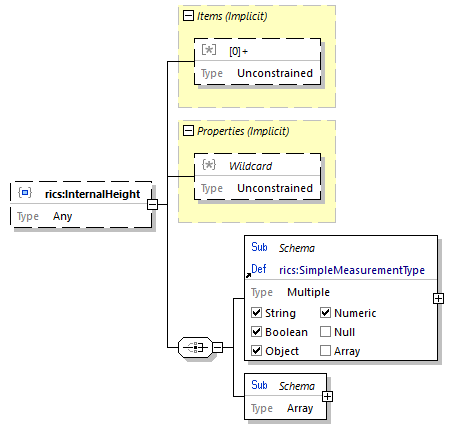 Items (Implicit)
[*] [0]+
Type Unconstrained
Properties (Implicit)
{*} Wildcard
Type Unconstrained
rics:InternalHeight
Type Any
Sub Schema
Def rics:SimpleMeasurementType
Type Multiple
String Numeric
Boolean Null
Object Array
Sub Schema
Type Array